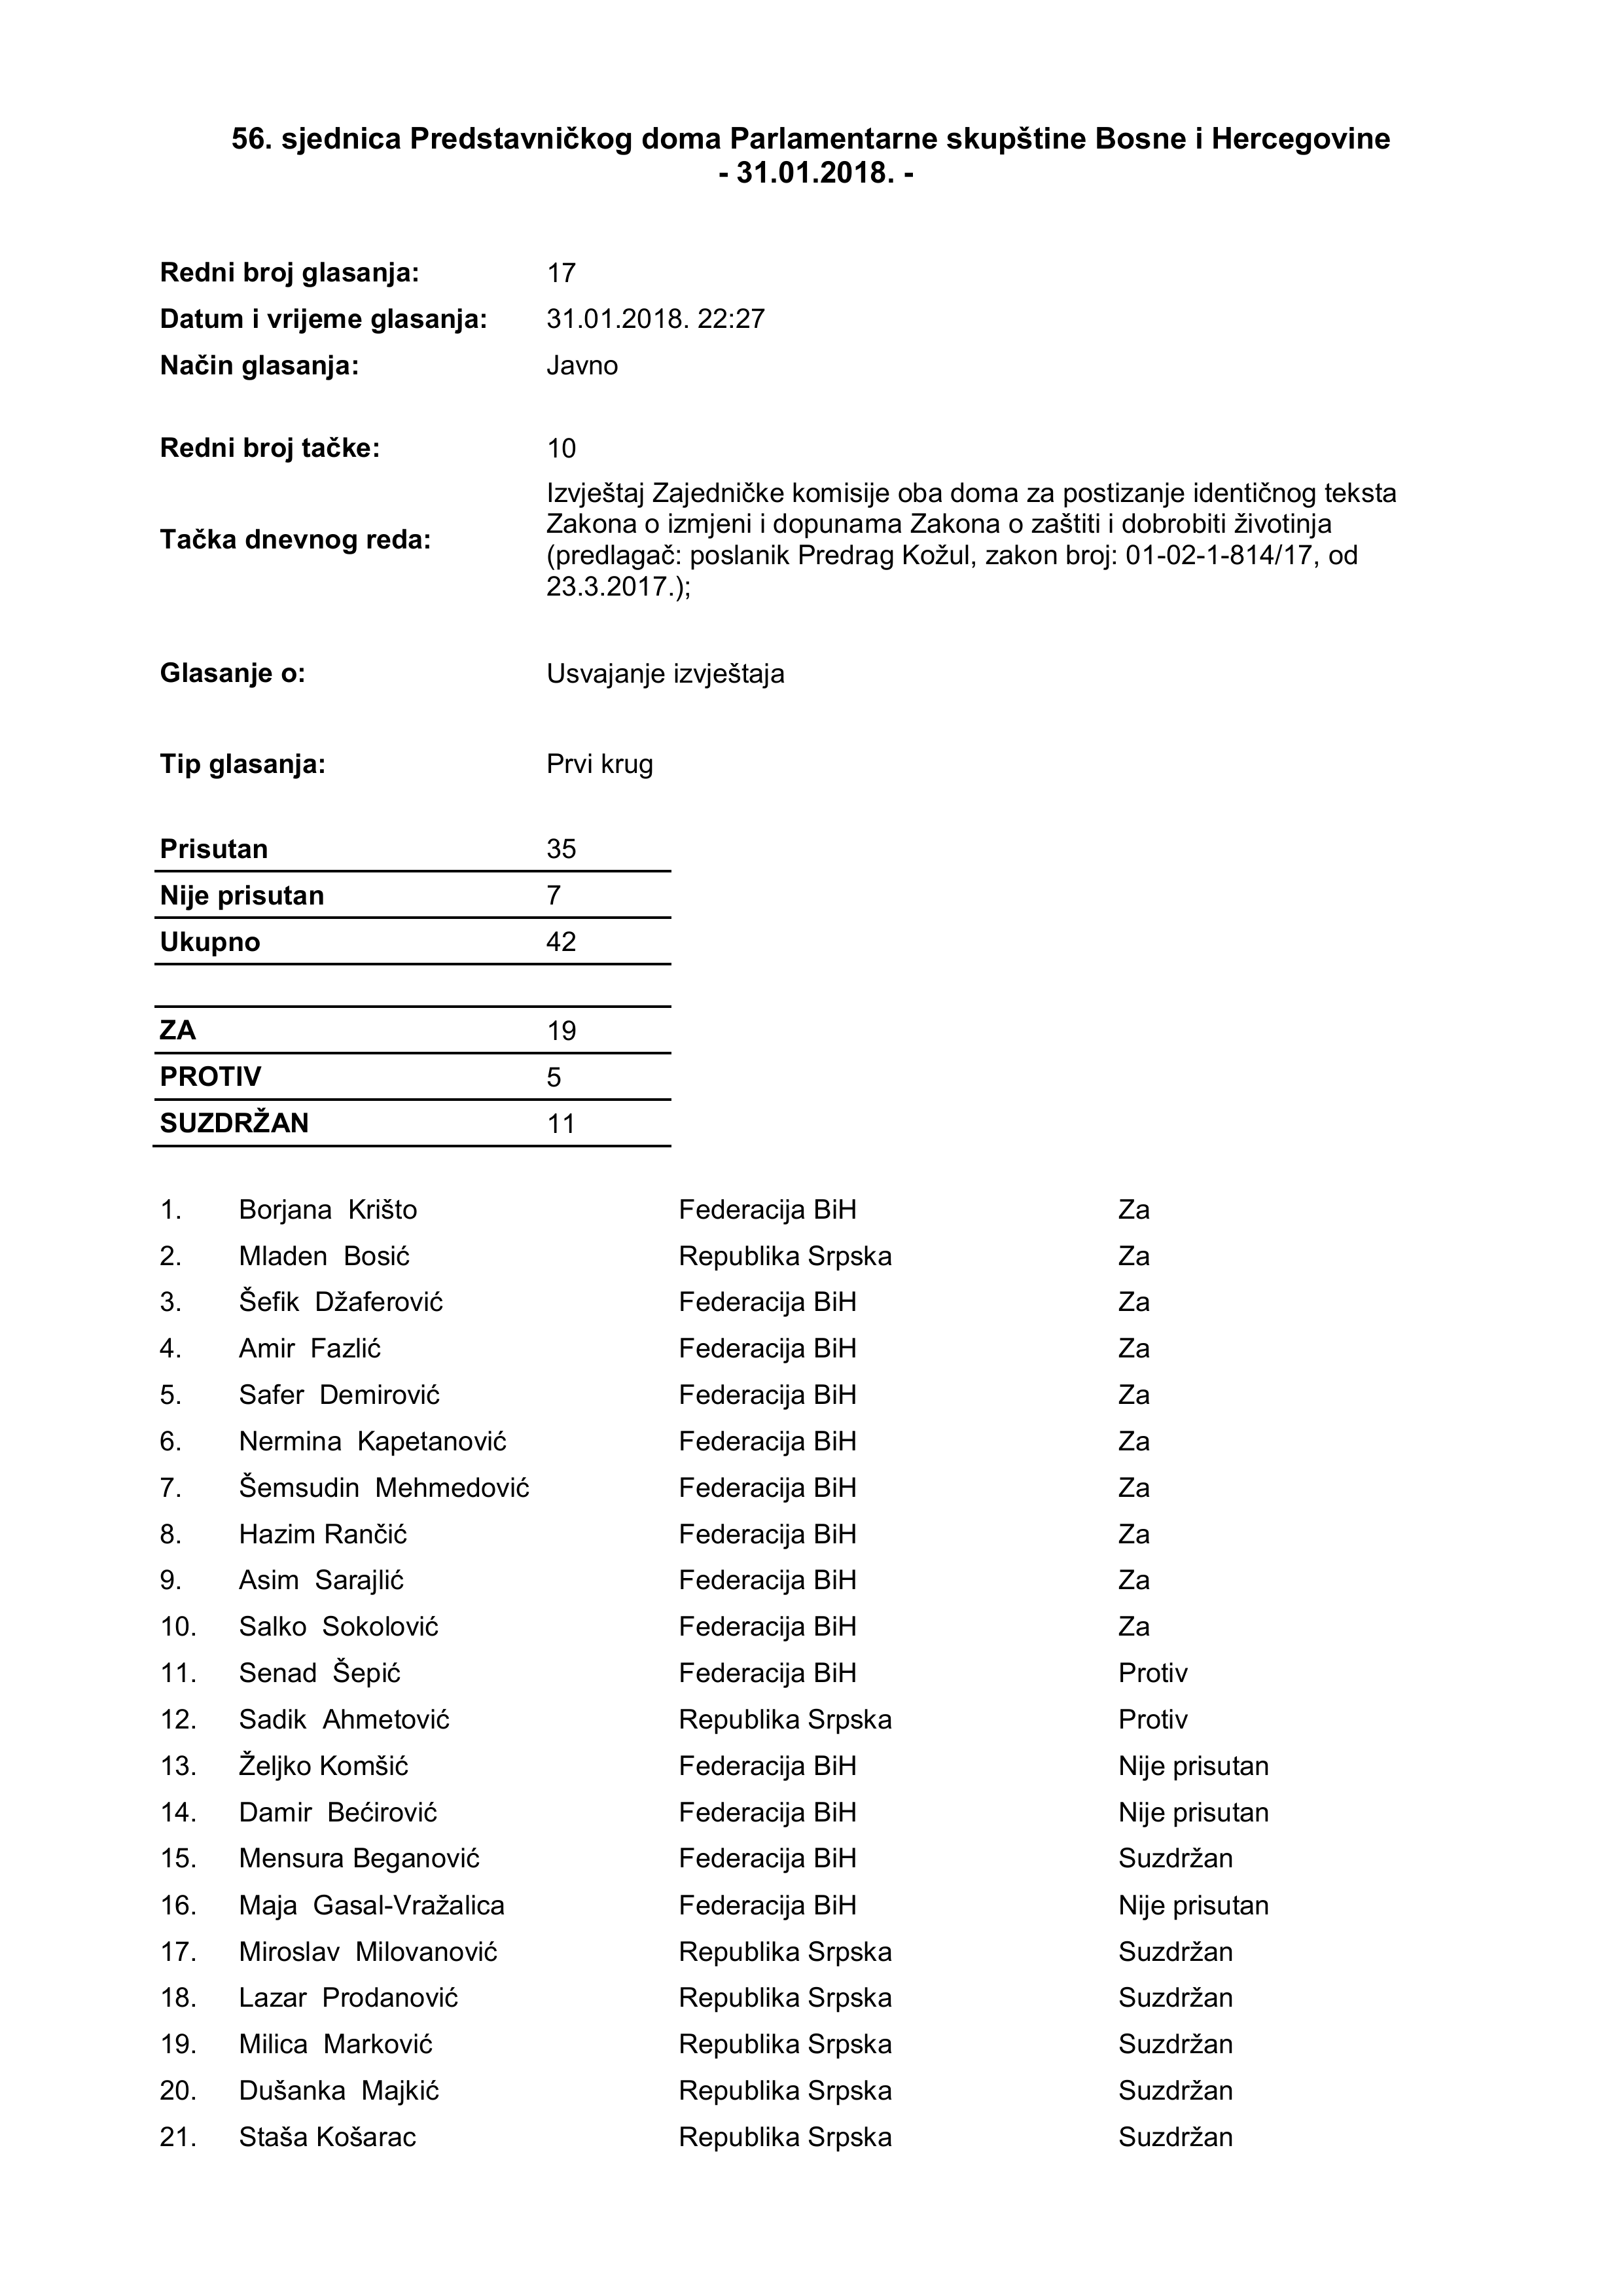 56. sjednica Predstavničkog doma Parlamentarne skupštine Bosne i Hercegovine
- 31.01.2018. -
Redni broj glasanja: 17
Datum i vrijeme glasanja: 31.01.2018. 22:27
Način glasanja: Javno
Redni broj tačke: 10
Tačka dnevnog reda: Izvještaj Zajedničke komisije oba doma za postizanje identičnog teksta
Zakona o izmjeni i dopunama Zakona o zaštiti i dobrobiti životinja
(predlagač: poslanik Predrag Kožul, zakon broj: 01-02-1-814/17, od
23.3.2017.);
Glasanje o: Usvajanje izvještaja
Tip glasanja: Prvi krug
Prisutan 35
Nije prisutan 7
Ukupno 42
ZA 19
PROTIV 5
SUZDRŽAN 11
1. Borjana Krišto Federacija BiH Za
2. Mladen Bosić Republika Srpska Za
3. Šefik Džaferović Federacija BiH Za
4. Amir Fazlić Federacija BiH Za
5. Safer Demirović Federacija BiH Za
6. Nermina Kapetanović Federacija BiH Za
7. Šemsudin Mehmedović Federacija BiH Za
8. Hazim Rančić Federacija BiH Za
9. Asim Sarajlić Federacija BiH Za
10. Salko Sokolović Federacija BiH Za
11. Senad Šepić Federacija BiH Protiv
12. Sadik Ahmetović Republika Srpska Protiv
13. Željko Komšić Federacija BiH Nije prisutan
14. Damir Bećirović Federacija BiH Nije prisutan
15. Mensura Beganović Federacija BiH Suzdržan
16. Maja Gasal-Vražalica Federacija BiH Nije prisutan
17. Miroslav Milovanović Republika Srpska Suzdržan
18. Lazar Prodanović Republika Srpska Suzdržan
19. Milica Marković Republika Srpska Suzdržan
20. Dušanka Majkić Republika Srpska Suzdržan
21. Staša Košarac Republika Srpska Suzdržan